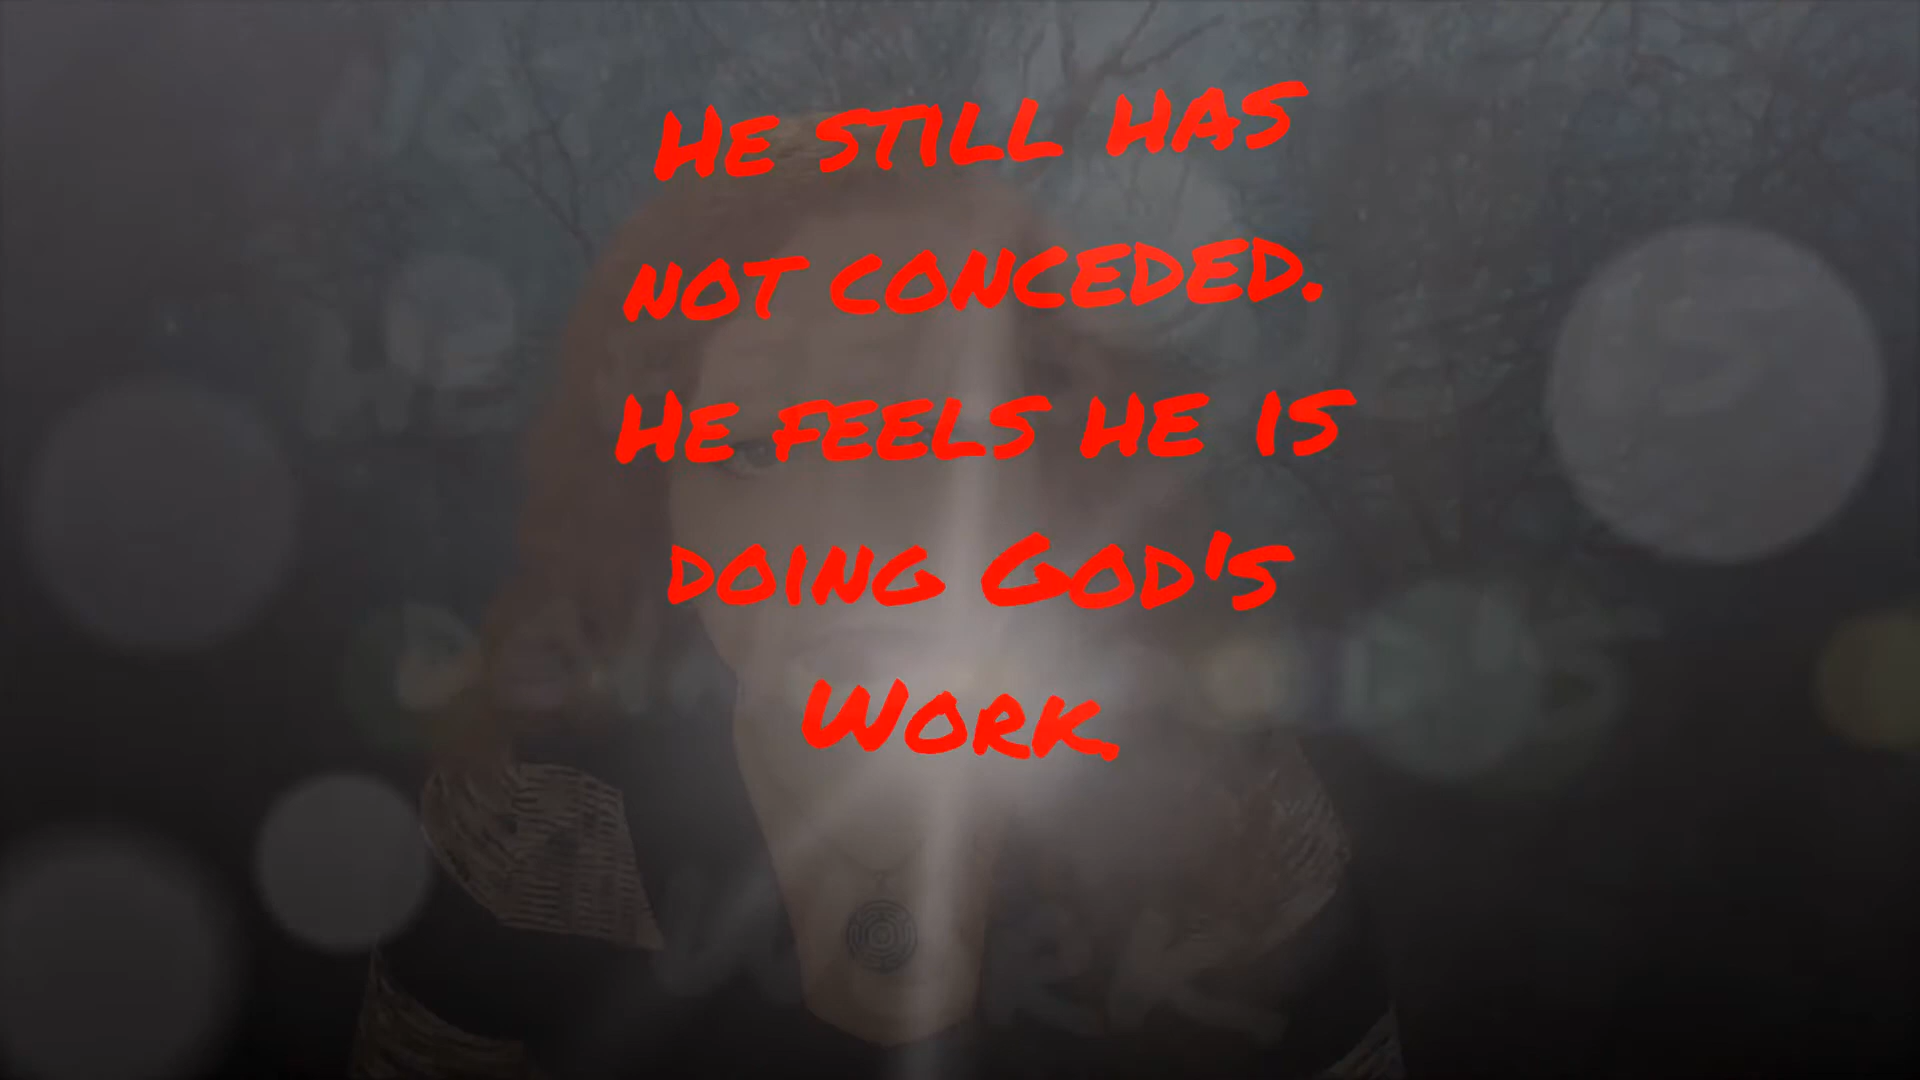 He still has
not conceded.
He feels he is
doing God's
Work.